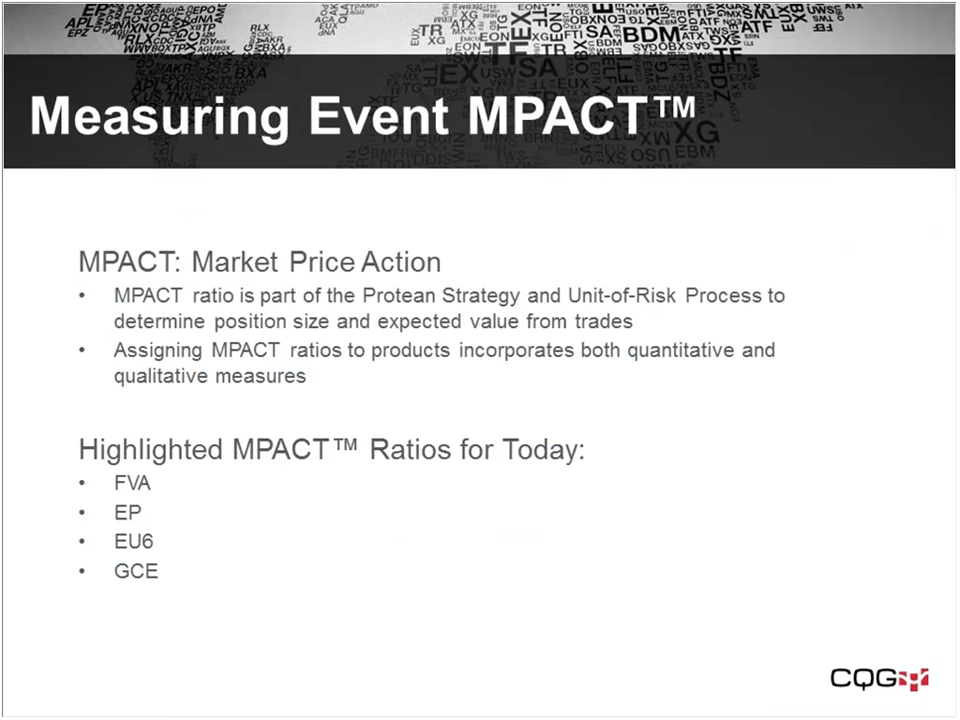 Measuring Event MPACT™
MPACT: Market Price Action
• MPACT ratio is part of the Protean Strategy and Unit-of-Risk Process to
determine position size and expected value from trades
• Assigning MPACT ratios to products incorporates both quantitative and
qualitative measures
Highlighted MPACT™ Ratios for Today:
• FVA
• EP
• EU6
• GCE
CQG